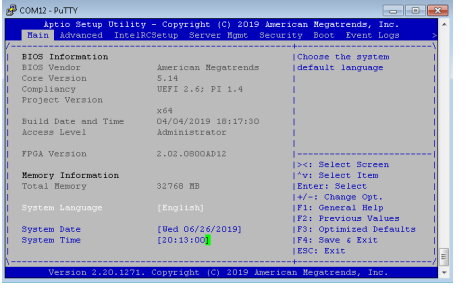 COM12 - PuTTY
Aptio Setup Utility - Copyright (C) 2019 American Megatrends, Inc.
Main Advanced IntelRCSetup Server Mgmt Security Boot Event Logs >
/----------------------------------------------------+-------------------------\
BIOS Information |Choose the system
BIOS Vendor American Megatrends |default language
Core Version 5.14
Compliancy UEFI 2.6; PI 1.4
Project Version
x64
Build Date and Time 04/04/2019 18:17:30
Access Level Administrator
FPGA Version 2.02.0800AD12
|><: Select Screen
Memory Information |^v: Select Item
Total Memory 32768 MB |Enter: Select
|+/-: Change Opt.
System Language [English] |F1: General Help
|F2: Previous Values
System Date [Wed 06/26/2019] |F3: Optimized Defaults
System Time [20:13:00] |F4: Save & Exit
|ESC: Exit
\----------------------------------------------------+-------------------------/
Version 2.20.1271. Copyright (C) 2019 American Megatrends, Inc.